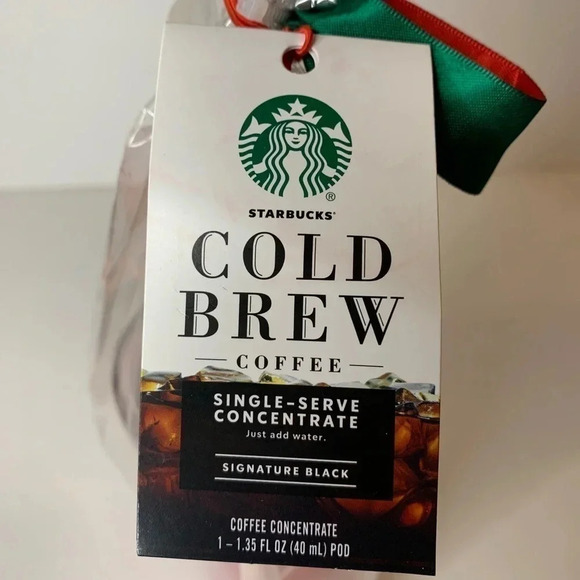 ®
STARBUCKS®
COLD
BREW
COFFEE
SINGLE-SERVE
CONCENTRATE
Just add water.
SIGNATURE BLACK
COFFEE CONCENTRATE
1 – 1.35 FL OZ (40 mL) POD